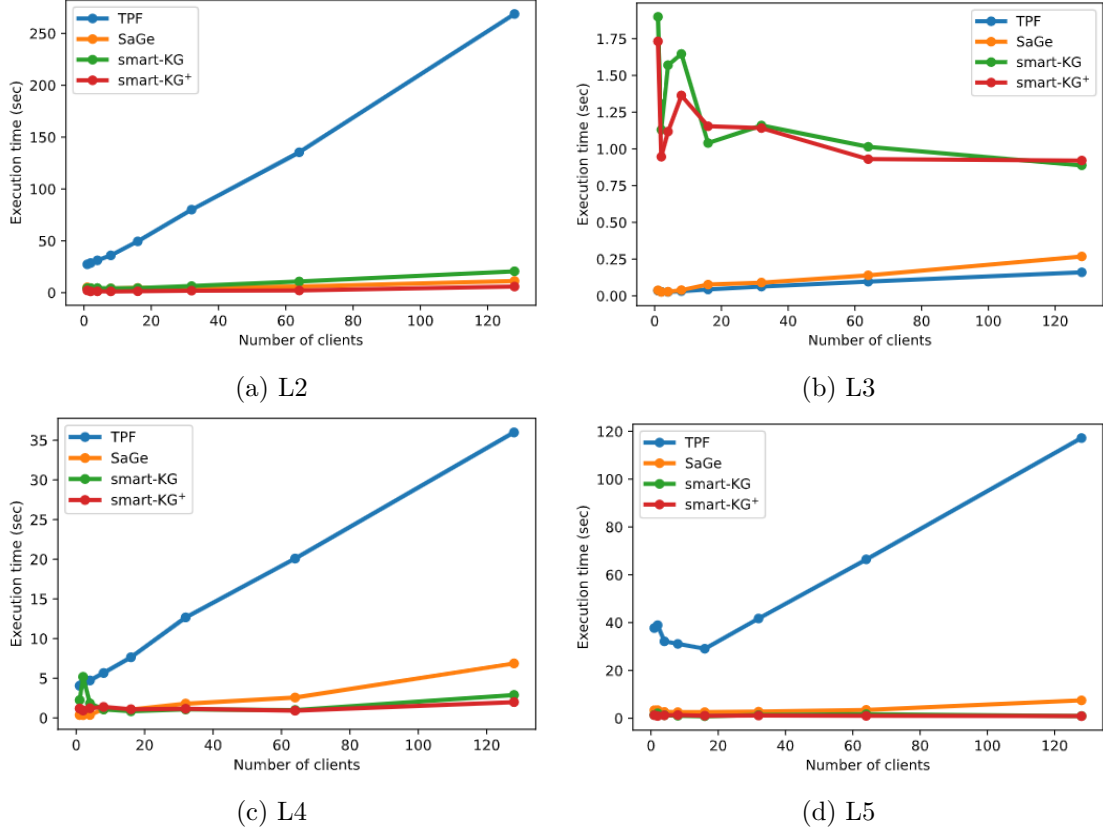 250
200
150
100
50
0
Execution time (sec)
TPF
SaGe
smart-KG
smart-KG⁺
0 20 40 60 80 100 120
Number of clients
(a) L2
1.75
1.50
1.25
1.00
0.75
0.50
0.25
0.00
Execution time (sec)
TPF
SaGe
smart-KG
smart-KG⁺
0 20 40 60 80 100 120
Number of clients
(b) L3
35
30
25
20
15
10
5
0
Execution time (sec)
TPF
SaGe
smart-KG
smart-KG⁺
0 20 40 60 80 100 120
Number of clients
(c) L4
120
100
80
60
40
20
0
Execution time (sec)
TPF
SaGe
smart-KG
smart-KG⁺
0 20 40 60 80 100 120
Number of clients
(d) L5